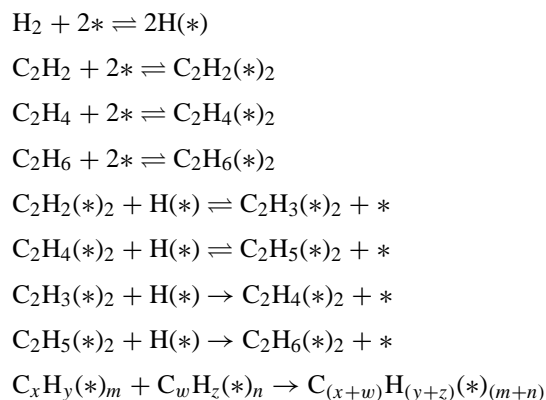 H₂ + 2∗ ⇌ 2H(∗)
C₂H₂ + 2∗ ⇌ C₂H₂(∗)₂
C₂H₄ + 2∗ ⇌ C₂H₄(∗)₂
C₂H₆ + 2∗ ⇌ C₂H₆(∗)₂
C₂H₂(∗)₂ + H(∗) ⇌ C₂H₃(∗)₂ + ∗
C₂H₄(∗)₂ + H(∗) ⇌ C₂H₅(∗)₂ + ∗
C₂H₃(∗)₂ + H(∗) → C₂H₄(∗)₂ + ∗
C₂H₅(∗)₂ + H(∗) → C₂H₆(∗)₂ + ∗
CₓH_y(∗)ₘ + C_wH_z(∗)ₙ → C₍ₓ₊w₎H₍y₊z₎(∗)₍ₘ₊ₙ₎